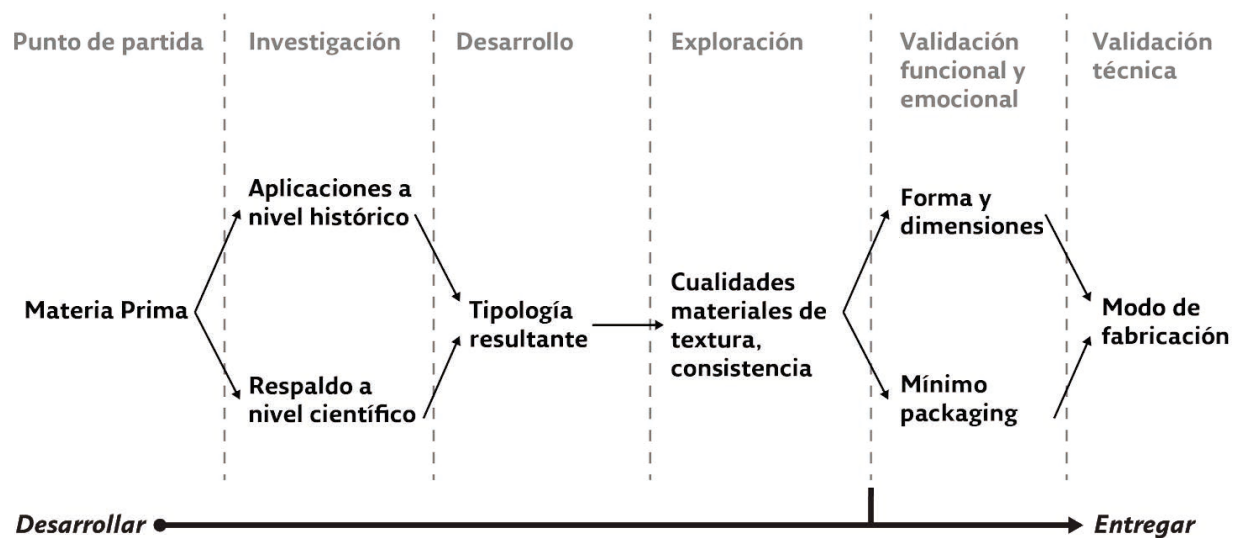 Punto de partida
Investigación
Desarrollo
Exploración
Validación
funcional y
emocional
Validación
técnica
Materia Prima
Aplicaciones a
nivel histórico
Respaldo a
nivel científico
Tipología
resultante
Cualidades
materiales de
textura,
consistencia
Forma y
dimensiones
Mínimo
packaging
Modo de
fabricación
Desarrollar
Entregar